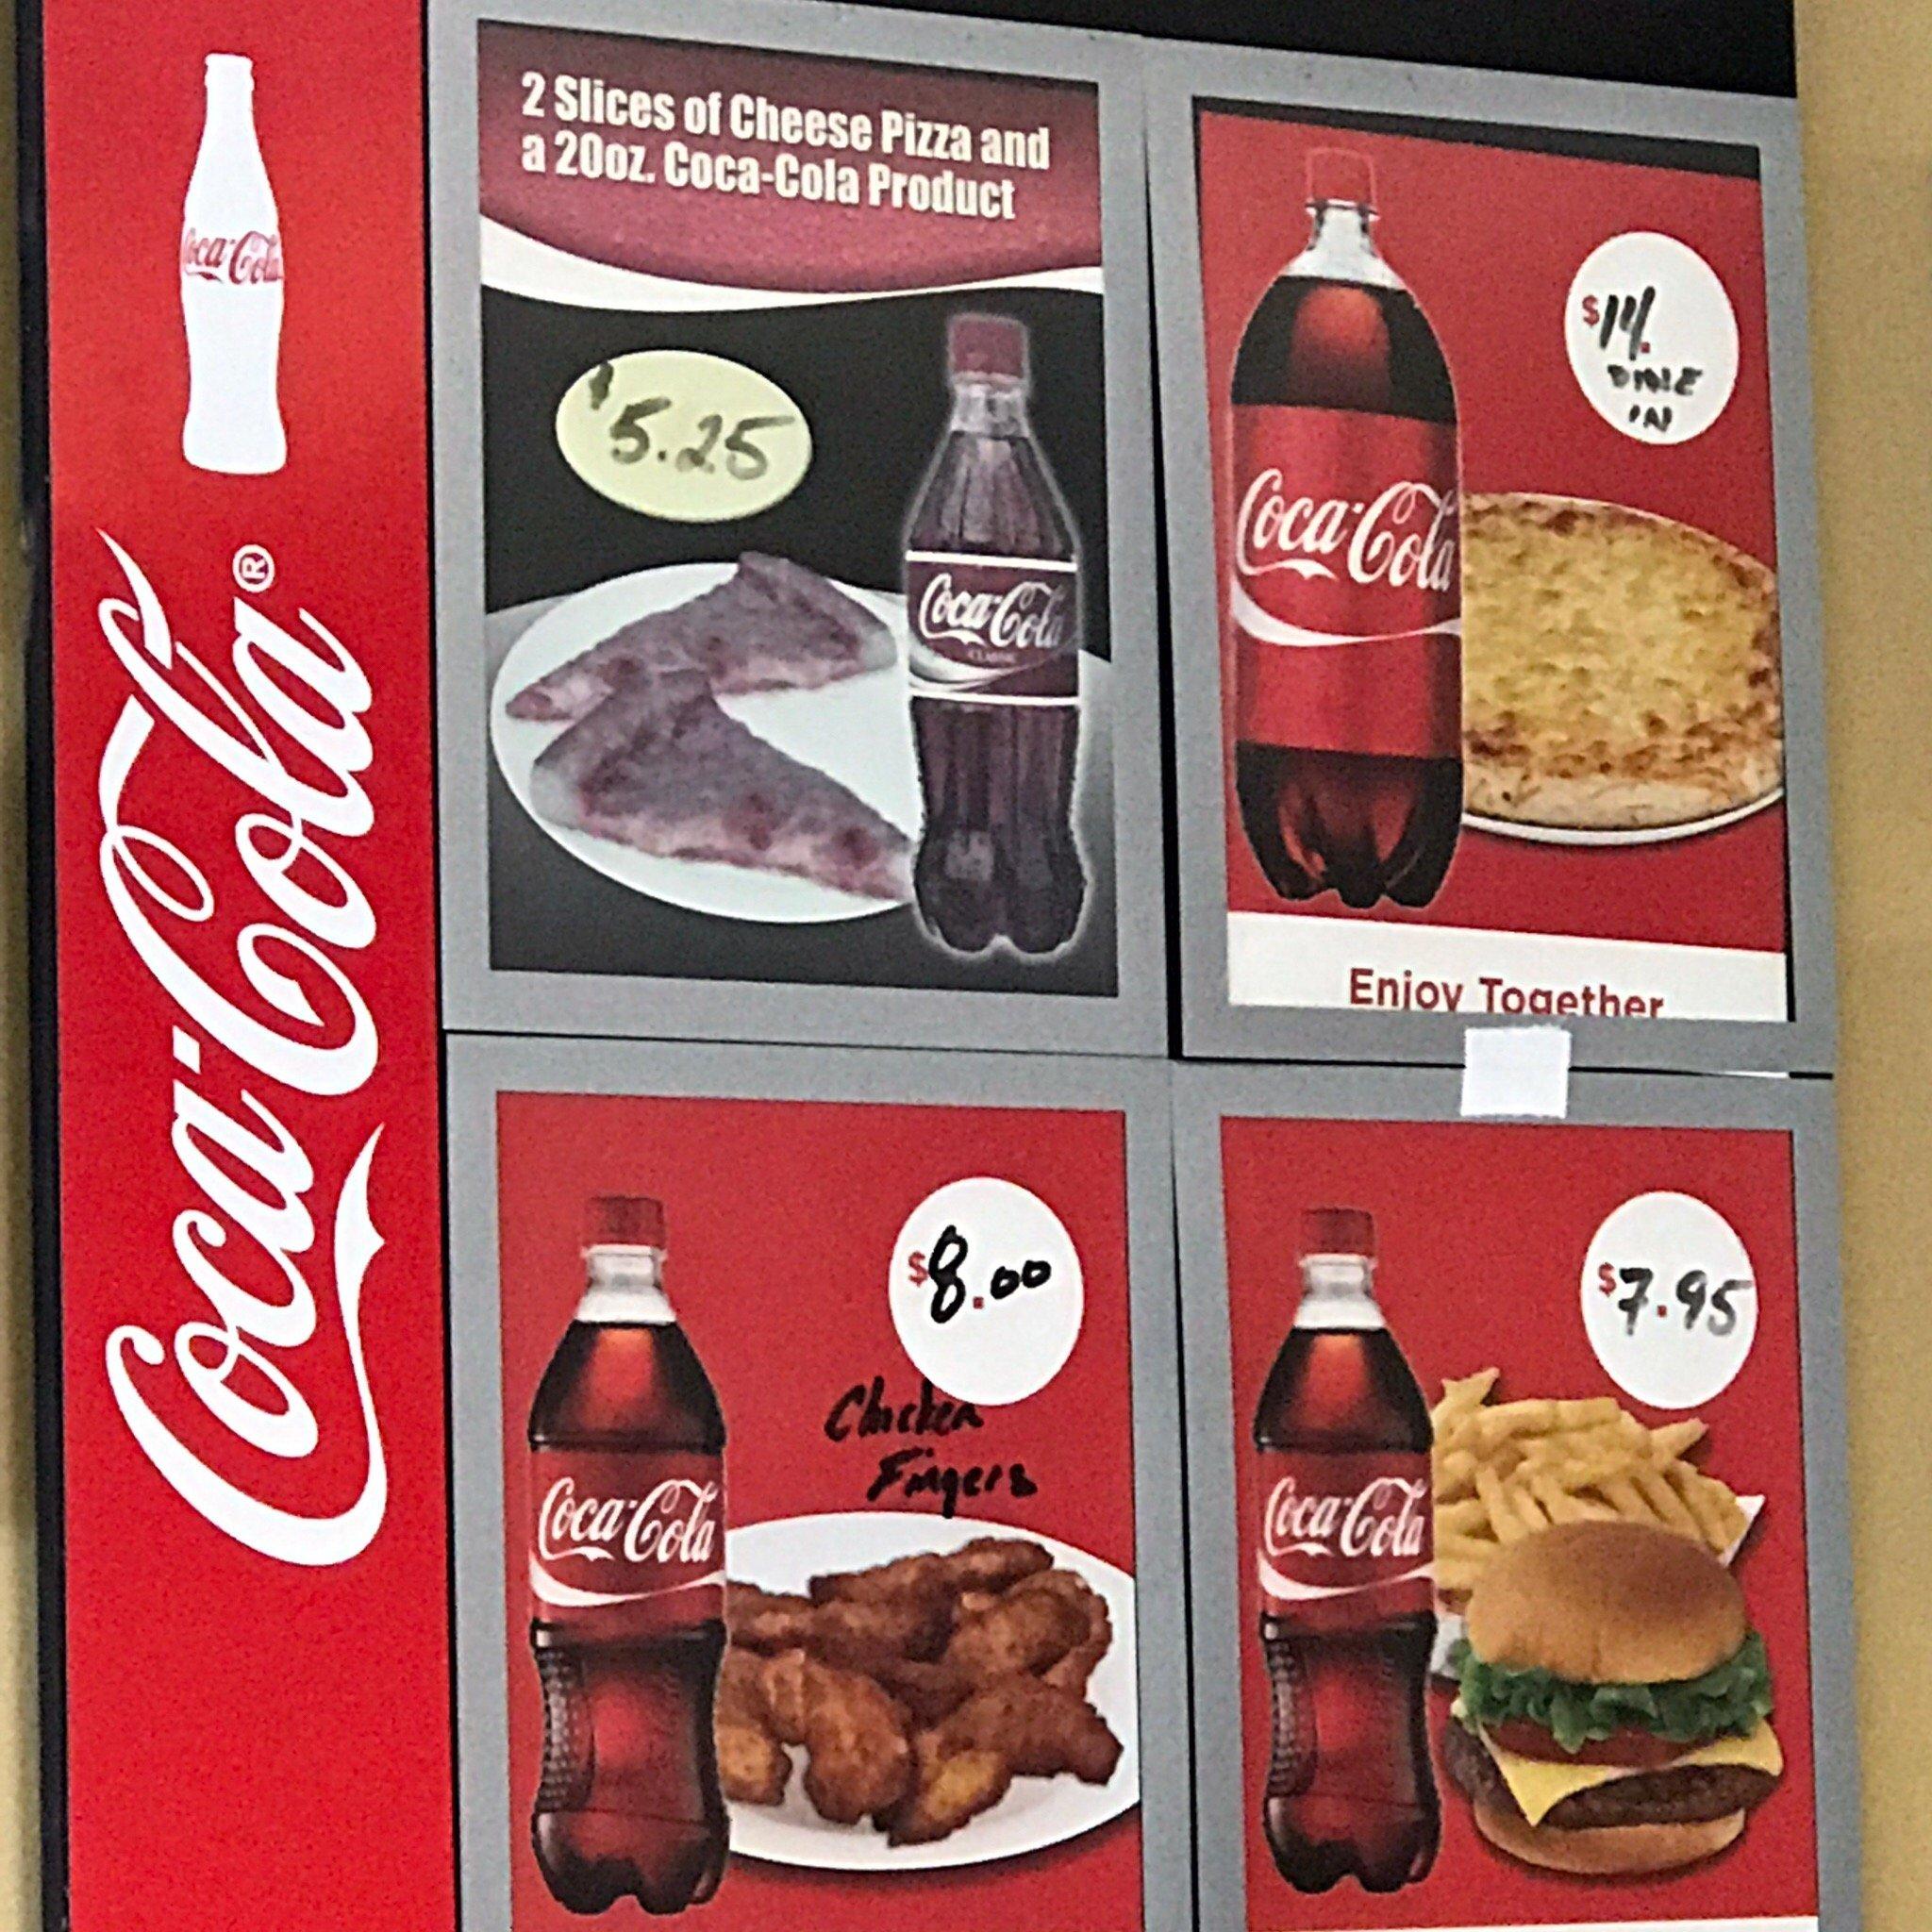 Coca-Cola
Coca-Cola®
2 Slices of Cheese Pizza and
a 20oz. Coca-Cola Product
$5.25
Coca-Cola
CLASSIC
$14.
DINE
IN
Coca-Cola
Enjoy Together
$8.00
Chicken
Fingers
Coca-Cola
$7.95
Coca-Cola